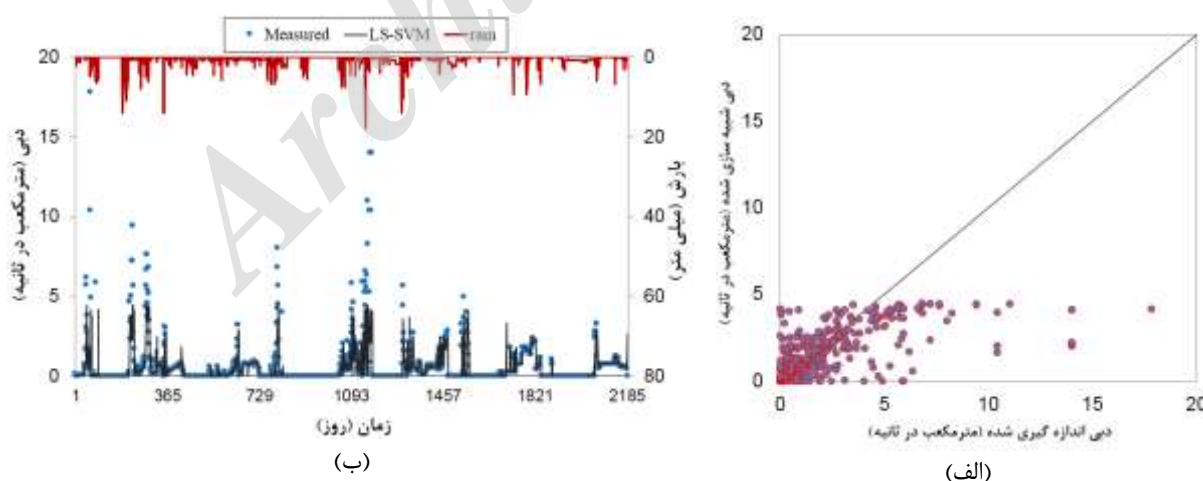 Measured LS-SVM rain
20
15
10
5
0
دبی (مترمکعب در ثانیه)
0
20
40
60
80
بارش (میلی متر)
1 365 729 1093 1457 1821 2185
زمان (روز)
(ب)
20
15
10
5
0
دبی شبیه سازی شده (مترمکعب در ثانیه)
0 5 10 15 20
دبی اندازه گیری شده (مترمکعب در ثانیه)
(الف)